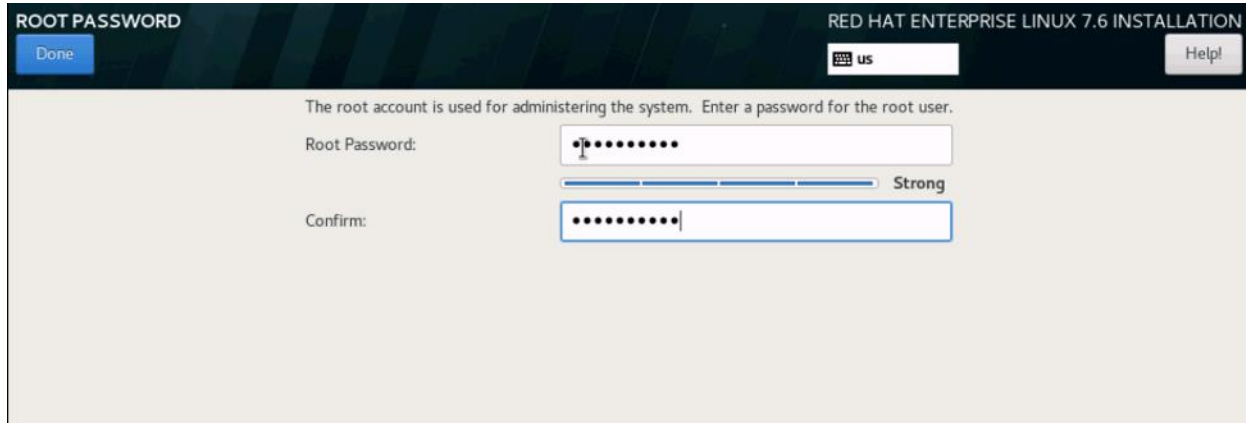 ROOT PASSWORD
RED HAT ENTERPRISE LINUX 7.6 INSTALLATION
Done
us
Help!
The root account is used for administering the system. Enter a password for the root user.
Root Password:
••••••••••
Strong
Confirm:
••••••••••